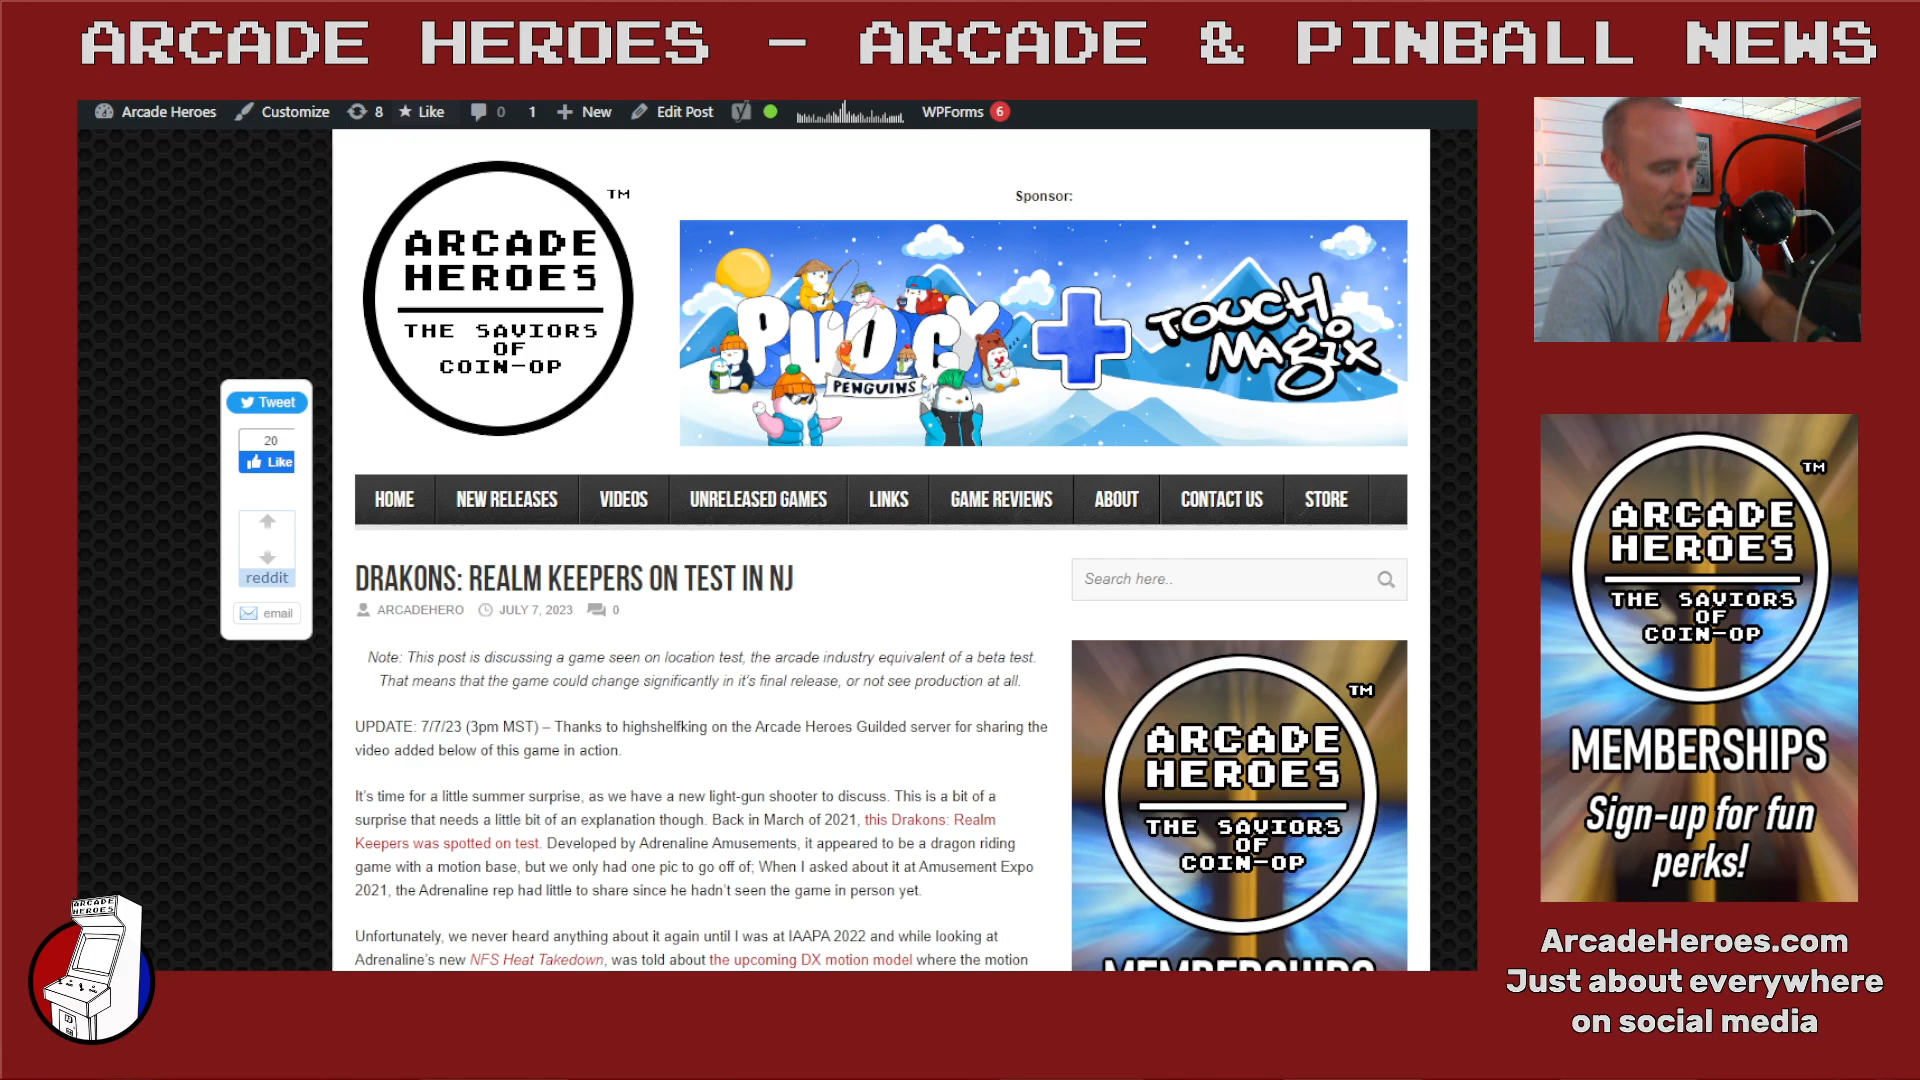 ARCADE HEROES - ARCADE & PINBALL NEWS
Arcade Heroes Customize 8 Like 0 1 New Edit Post WPForms 6
TM
ARCADE
HEROES
THE SAVIORS
OF
COIN-OP
Sponsor:
PUDGY
PENGUINS
TOUCH
MAGIX
Tweet
20
Like
reddit
email
HOME NEW RELEASES VIDEOS UNRELEASED GAMES LINKS GAME REVIEWS ABOUT CONTACT US STORE
DRAKONS: REALM KEEPERS ON TEST IN NJ
ARCADEHERO JULY 7, 2023 0
Note: This post is discussing a game seen on location test, the arcade industry equivalent of a beta test.
That means that the game could change significantly in it's final release, or not see production at all.
UPDATE: 7/7/23 (3pm MST) – Thanks to highshelfking on the Arcade Heroes Guilded server for sharing the
video added below of this game in action.
It's time for a little summer surprise, as we have a new light-gun shooter to discuss. This is a bit of a
surprise that needs a little bit of an explanation though. Back in March of 2021, this Drakons: Realm
Keepers was spotted on test. Developed by Adrenaline Amusements, it appeared to be a dragon riding
game with a motion base, but we only had one pic to go off of; When I asked about it at Amusement Expo
2021, the Adrenaline rep had little to share since he hadn't seen the game in person yet.
Unfortunately, we never heard anything about it again until I was at IAAPA 2022 and while looking at
Adrenaline's new NFS Heat Takedown, was told about the upcoming DX motion model where the motion
Search here..
TM
ARCADE
HEROES
THE SAVIORS
OF
COIN-OP
MEMBERSHIPS
TM
ARCADE
HEROES
THE SAVIORS
OF
COIN-OP
MEMBERSHIPS
Sign-up for fun
perks!
ArcadeHeroes.com
Just about everywhere
on social media
ARCADE
HEROES